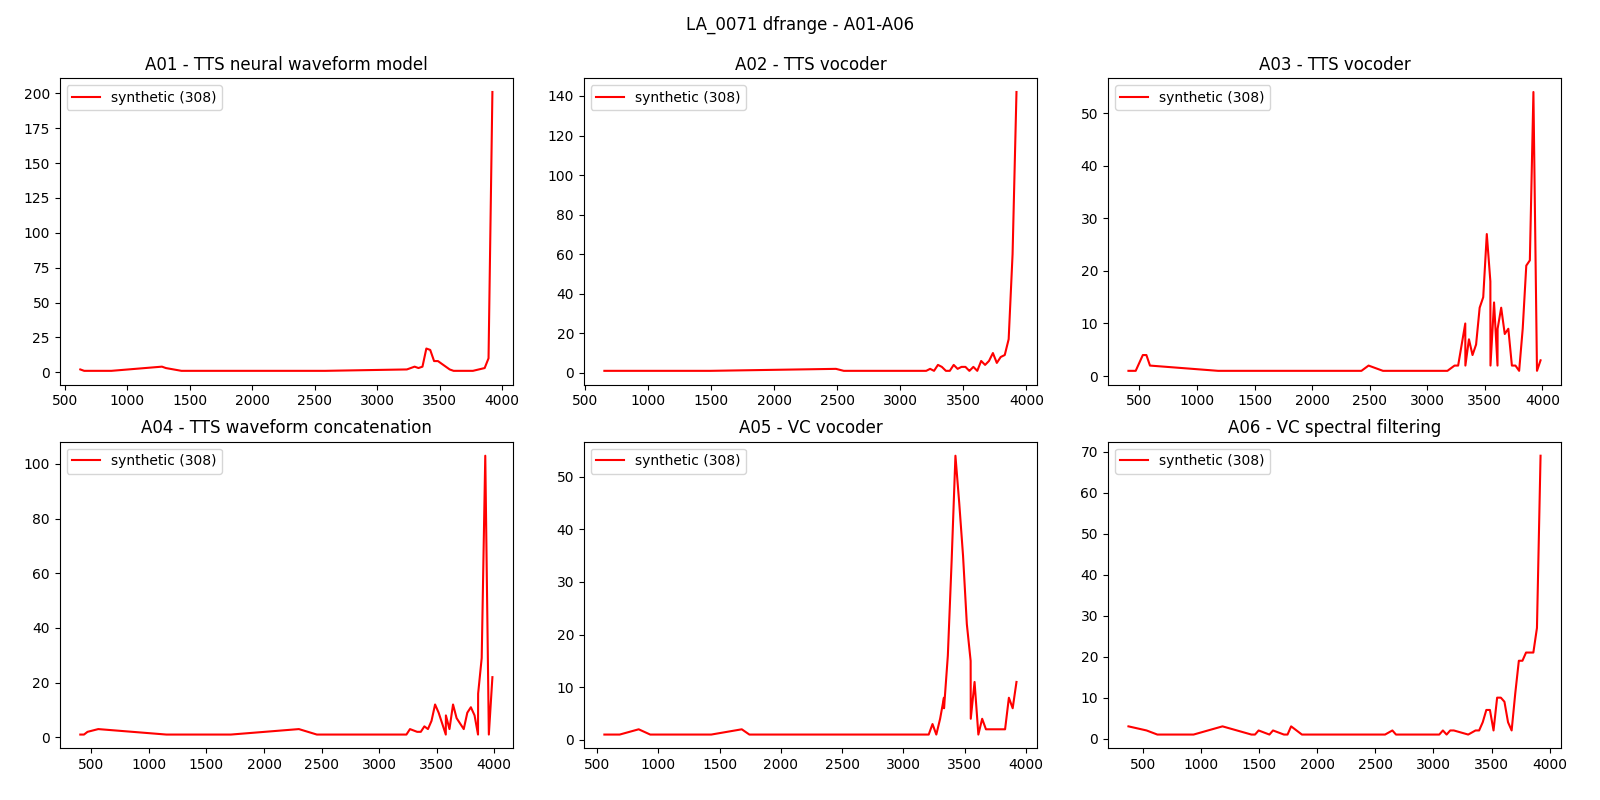 LA_0071 dfrange - A01-A06
A01 - TTS neural waveform model
synthetic (308)
200
175
150
125
100
75
50
25
0
500 1000 1500 2000 2500 3000 3500 4000
A02 - TTS vocoder
synthetic (308)
140
120
100
80
60
40
20
0
500 1000 1500 2000 2500 3000 3500 4000
A03 - TTS vocoder
synthetic (308)
50
40
30
20
10
0
500 1000 1500 2000 2500 3000 3500 4000
A04 - TTS waveform concatenation
synthetic (308)
100
80
60
40
20
0
500 1000 1500 2000 2500 3000 3500 4000
A05 - VC vocoder
synthetic (308)
50
40
30
20
10
0
500 1000 1500 2000 2500 3000 3500 4000
A06 - VC spectral filtering
synthetic (308)
70
60
50
40
30
20
10
0
500 1000 1500 2000 2500 3000 3500 4000